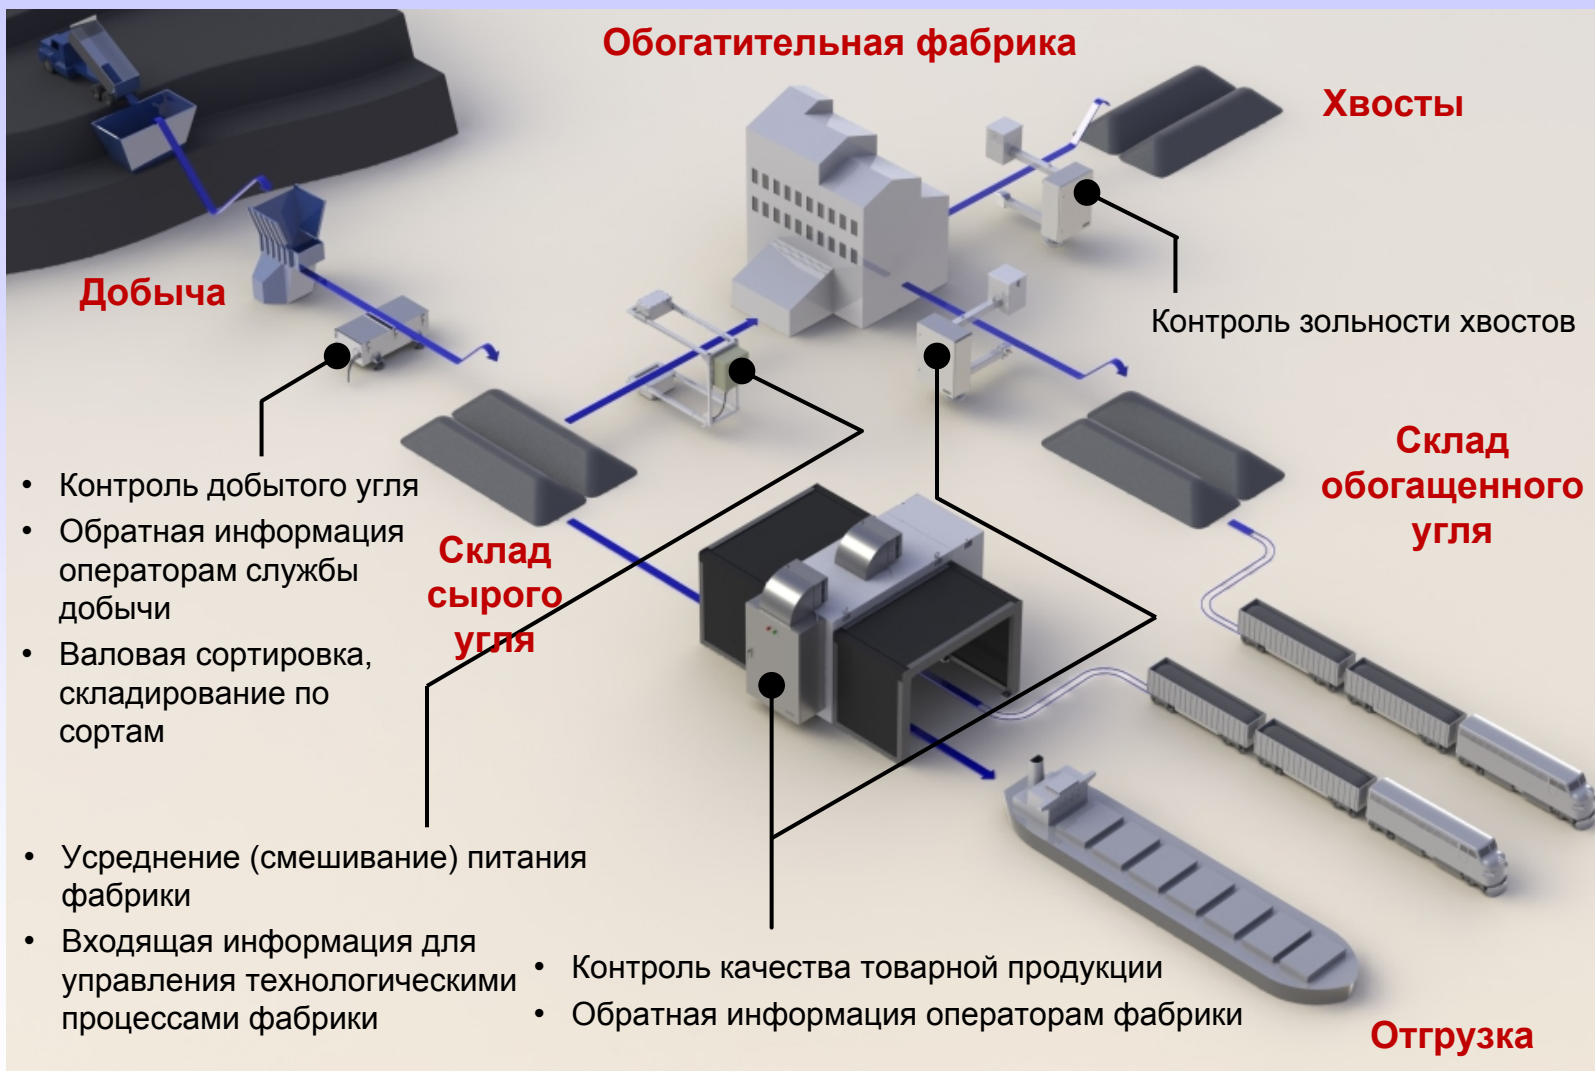 Обогатительная фабрика
Хвосты
Добыча
Контроль зольности хвостов
Склад
обогащенного
угля
• Контроль добытого угля
• Обратная информация
операторам службы
добычи
• Валовая сортировка,
складирование по
сортам
Склад
сырого
угля
• Усреднение (смешивание) питания
фабрики
• Входящая информация для
управления технологическими
процессами фабрики
• Контроль качества товарной продукции
• Обратная информация операторам фабрики
Отгрузка